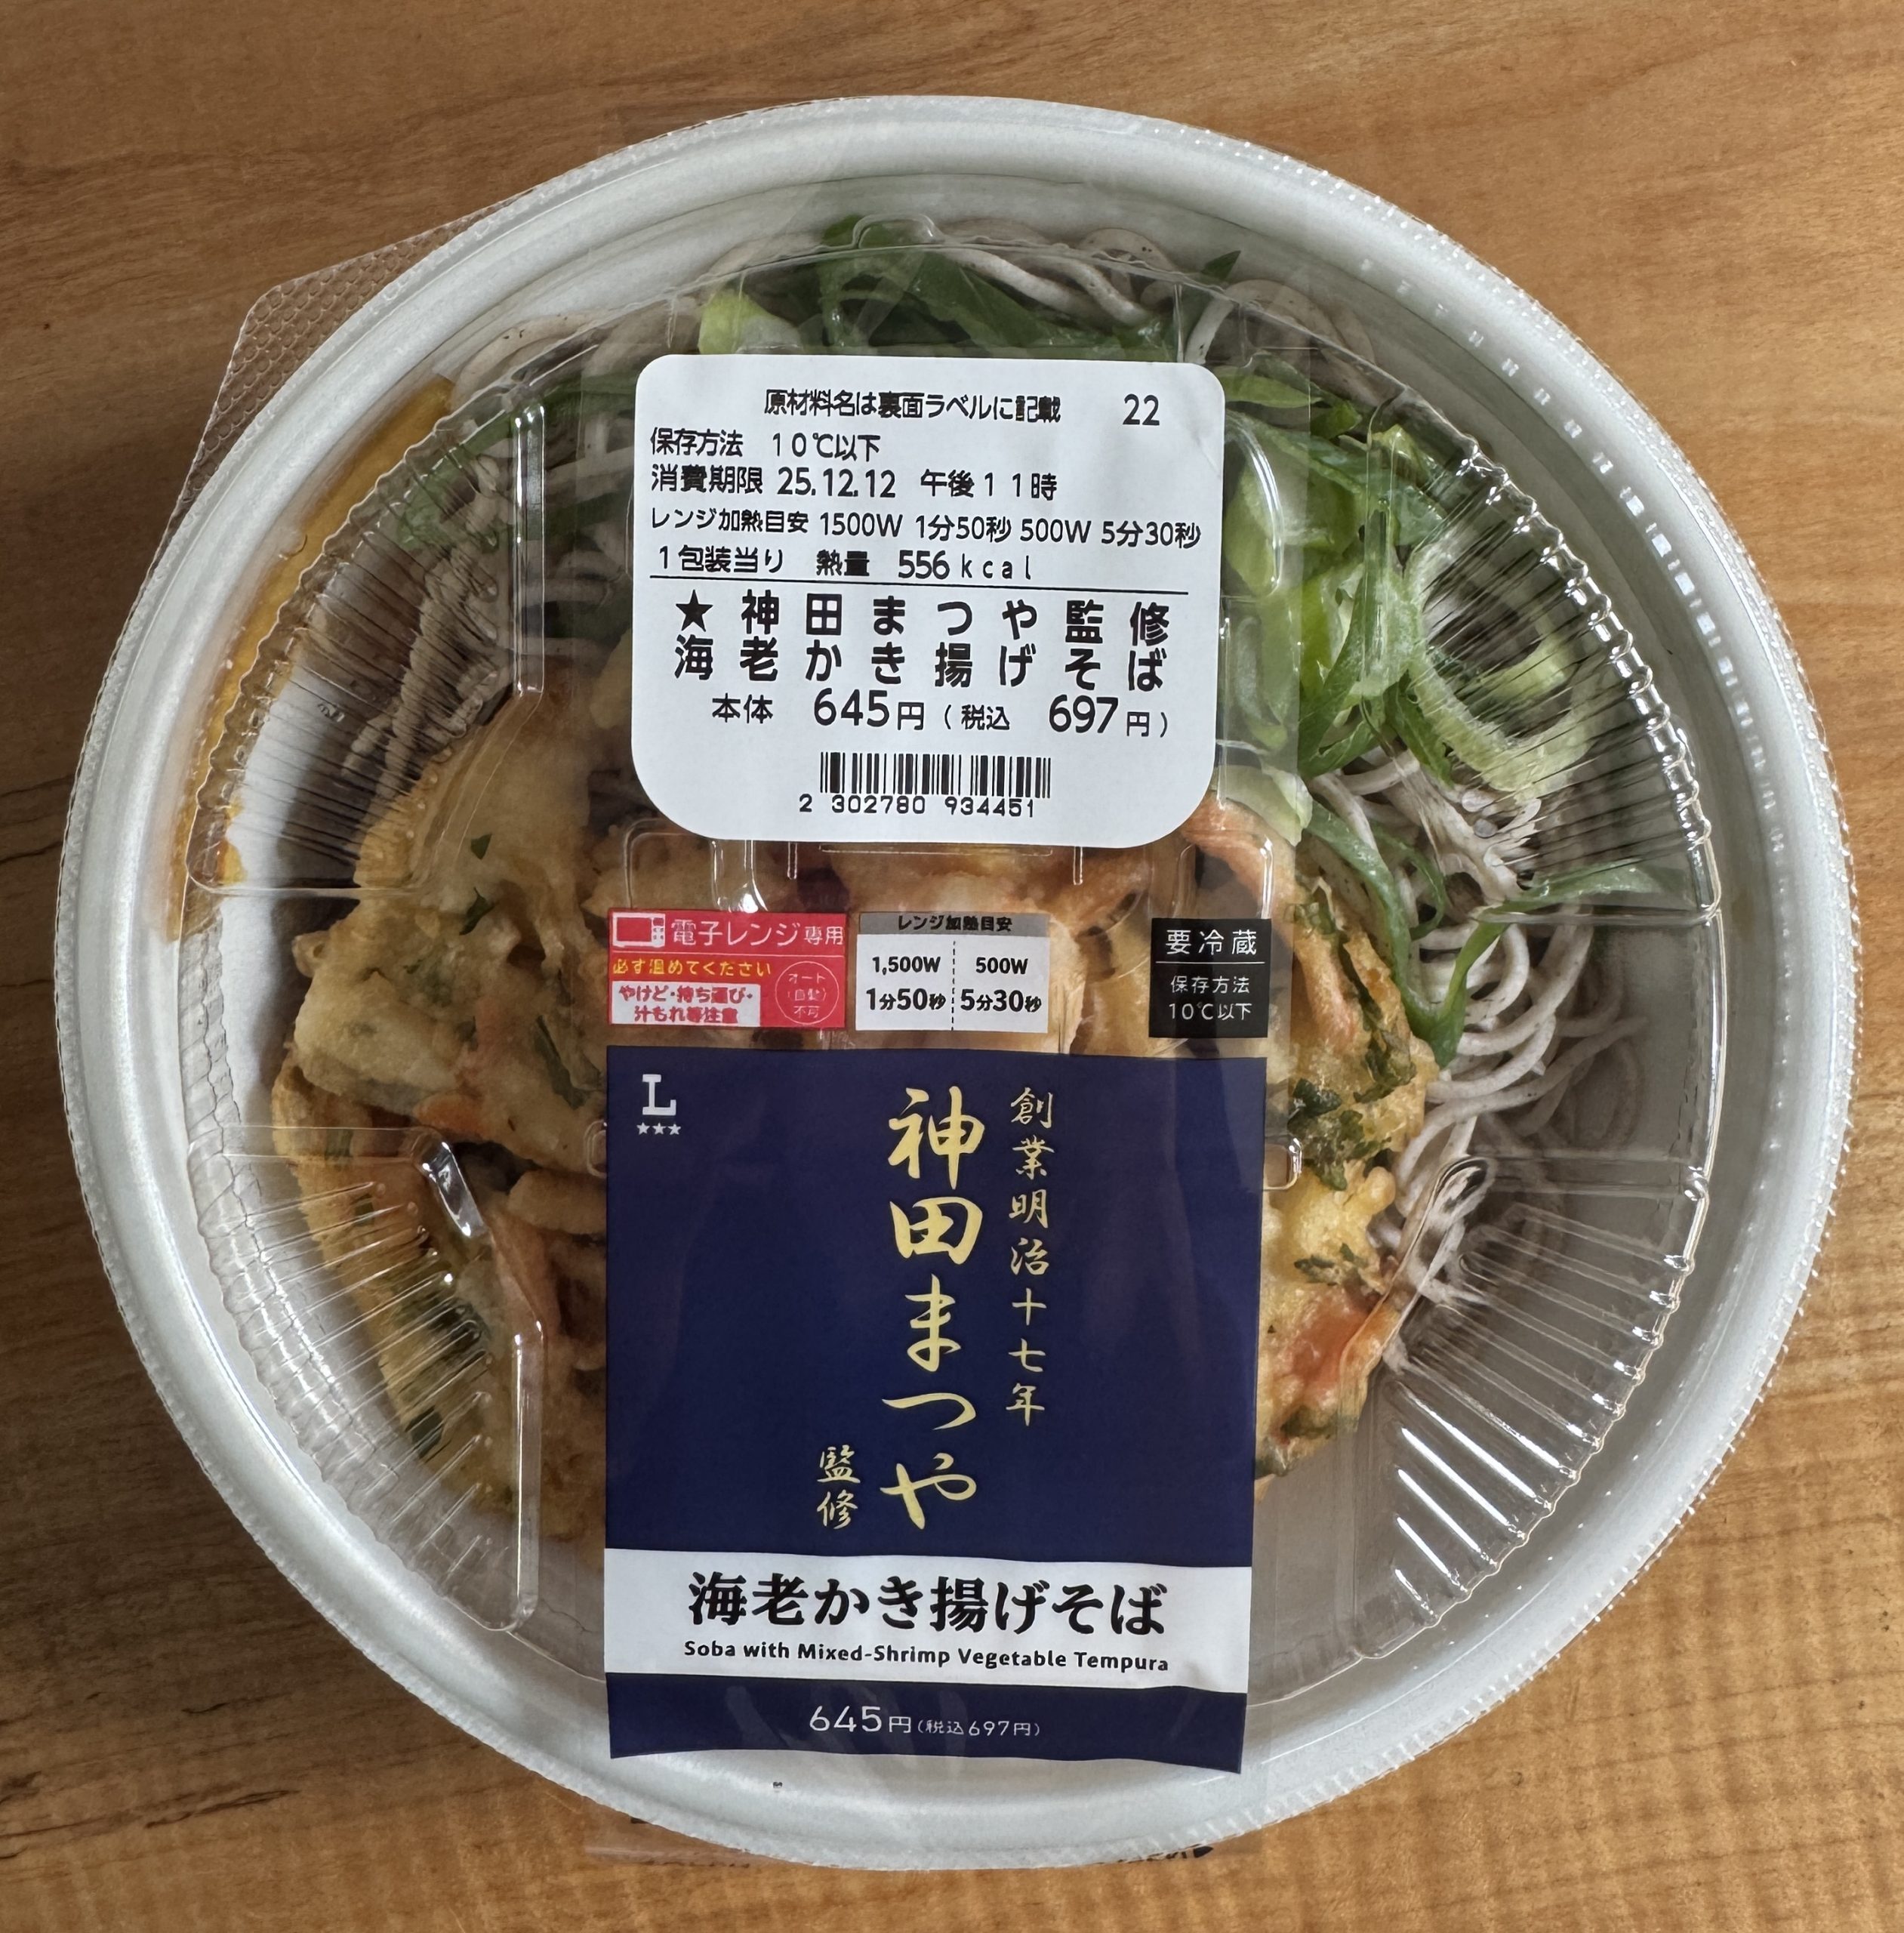 原材料名は裏面ラベルに記載 22
保存方法 10℃以下
消費期限 25.12.12 午後11時
レンジ加熱目安 1500W 1分50秒 500W 5分30秒
1包装当り 熱量 556kcal
★神田まつや監修
海老かき揚げそば
本体 645円(税込 697円)
2 302780 934451
電子レンジ専用
必ず温めてください
やけど・持ち運び・
汁もれ等注意
オート
(自動)
不可
レンジ加熱目安
1,500W 500W
1分50秒 5分30秒
要冷蔵
保存方法
10℃以下
L
★★★
創業明治十七年
神田まつや
監修
海老かき揚げそば
Soba with Mixed-Shrimp Vegetable Tempura
645円(税込697円)